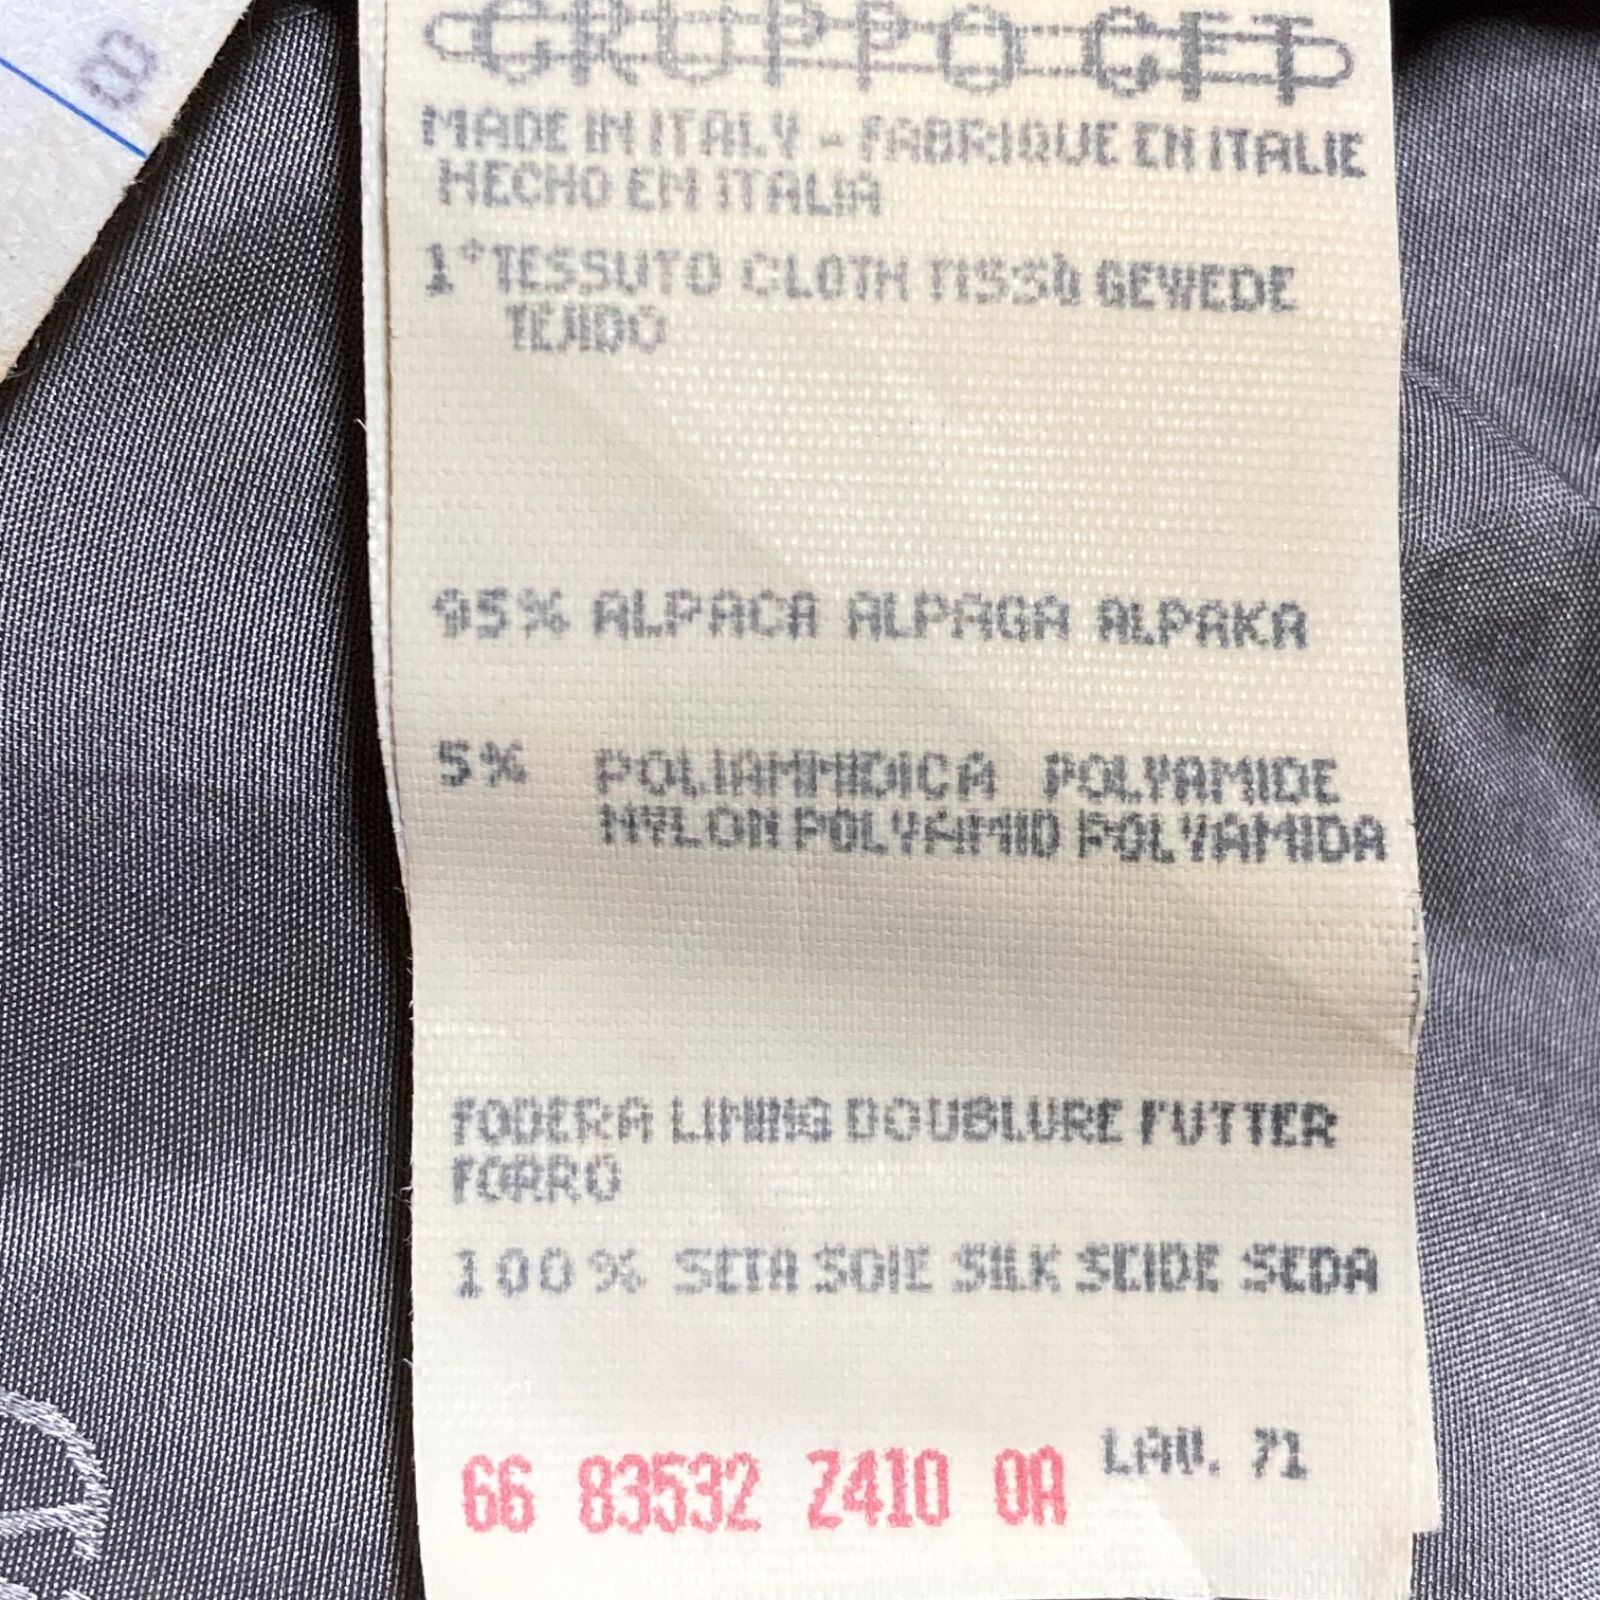 GRUPPO GFT
MADE IN ITALY - FABRIQUE EN ITALIE
HECHO EN ITALIA
1° TESSUTO CLOTH TISSU GEWEDE
TEJIDO
95% ALPACA ALPAGA ALPAKA
5% POLIAMMIDICA POLYAMIDE
NYLON POLYAMID POLYAMIDA
FODERA LINING DOUBLURE FUTTER
FORRO
100% SETA SOIE SILK SEIDE SEDA
LAV. 71
66 83532 Z410 0A